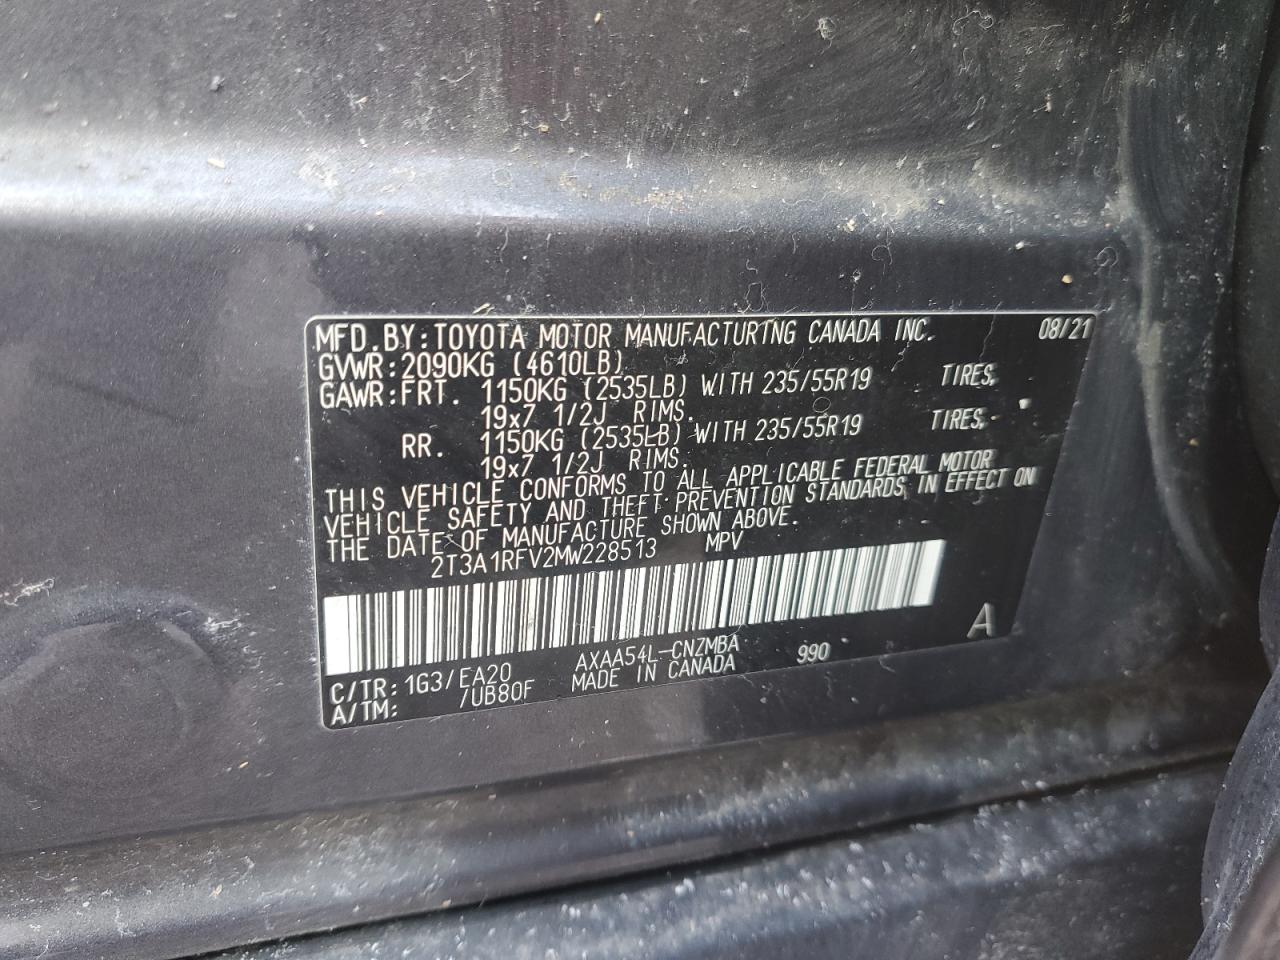 MFD.BY:TOYOTA MOTOR MANUFACTURING CANADA INC. 08/21
GVWR:2090KG (4610LB)
GAWR:FRT. 1150KG (2535LB) WITH 235/55R19 TIRES,
19x7 1/2J RIMS.
RR. 1150KG (2535LB) WITH 235/55R19 TIRES,
19x7 1/2J RIMS.
THIS VEHICLE CONFORMS TO ALL APPLICABLE FEDERAL MOTOR
VEHICLE SAFETY AND THEFT PREVENTION STANDARDS IN EFFECT ON
THE DATE OF MANUFACTURE SHOWN ABOVE.
2T3A1RFV2MW228513 MPV
A
C/TR: 1G3/EA20 AXAA54L-CNZMBA 990
A/TM: /UB80F MADE IN CANADA